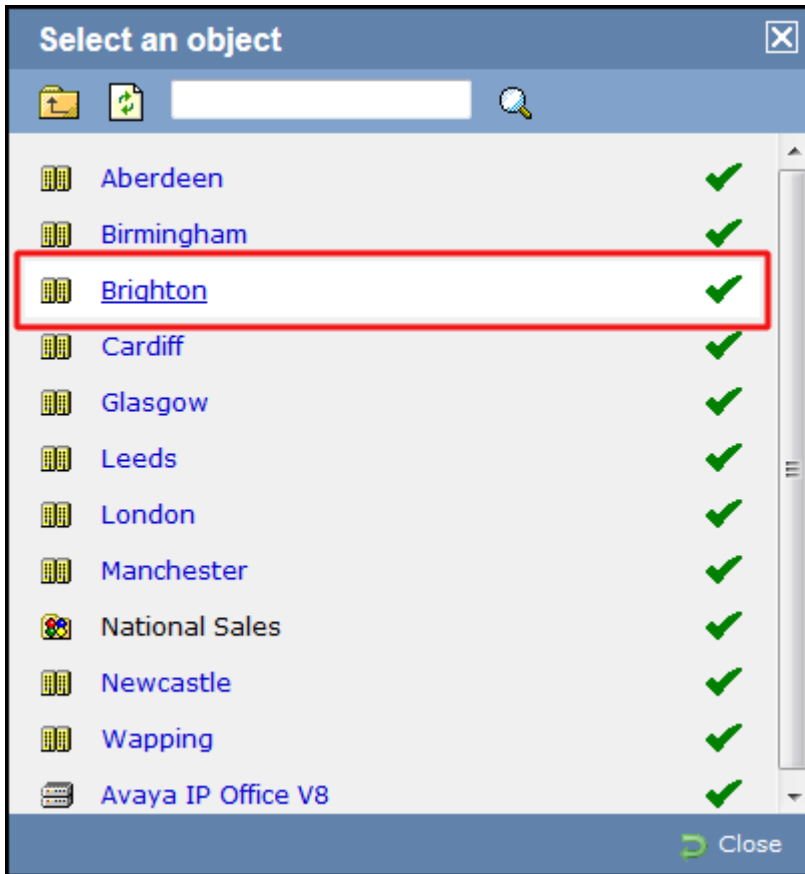 Select an object
Aberdeen
Birmingham
Brighton
Cardiff
Glasgow
Leeds
London
Manchester
National Sales
Newcastle
Wapping
Avaya IP Office V8
Close